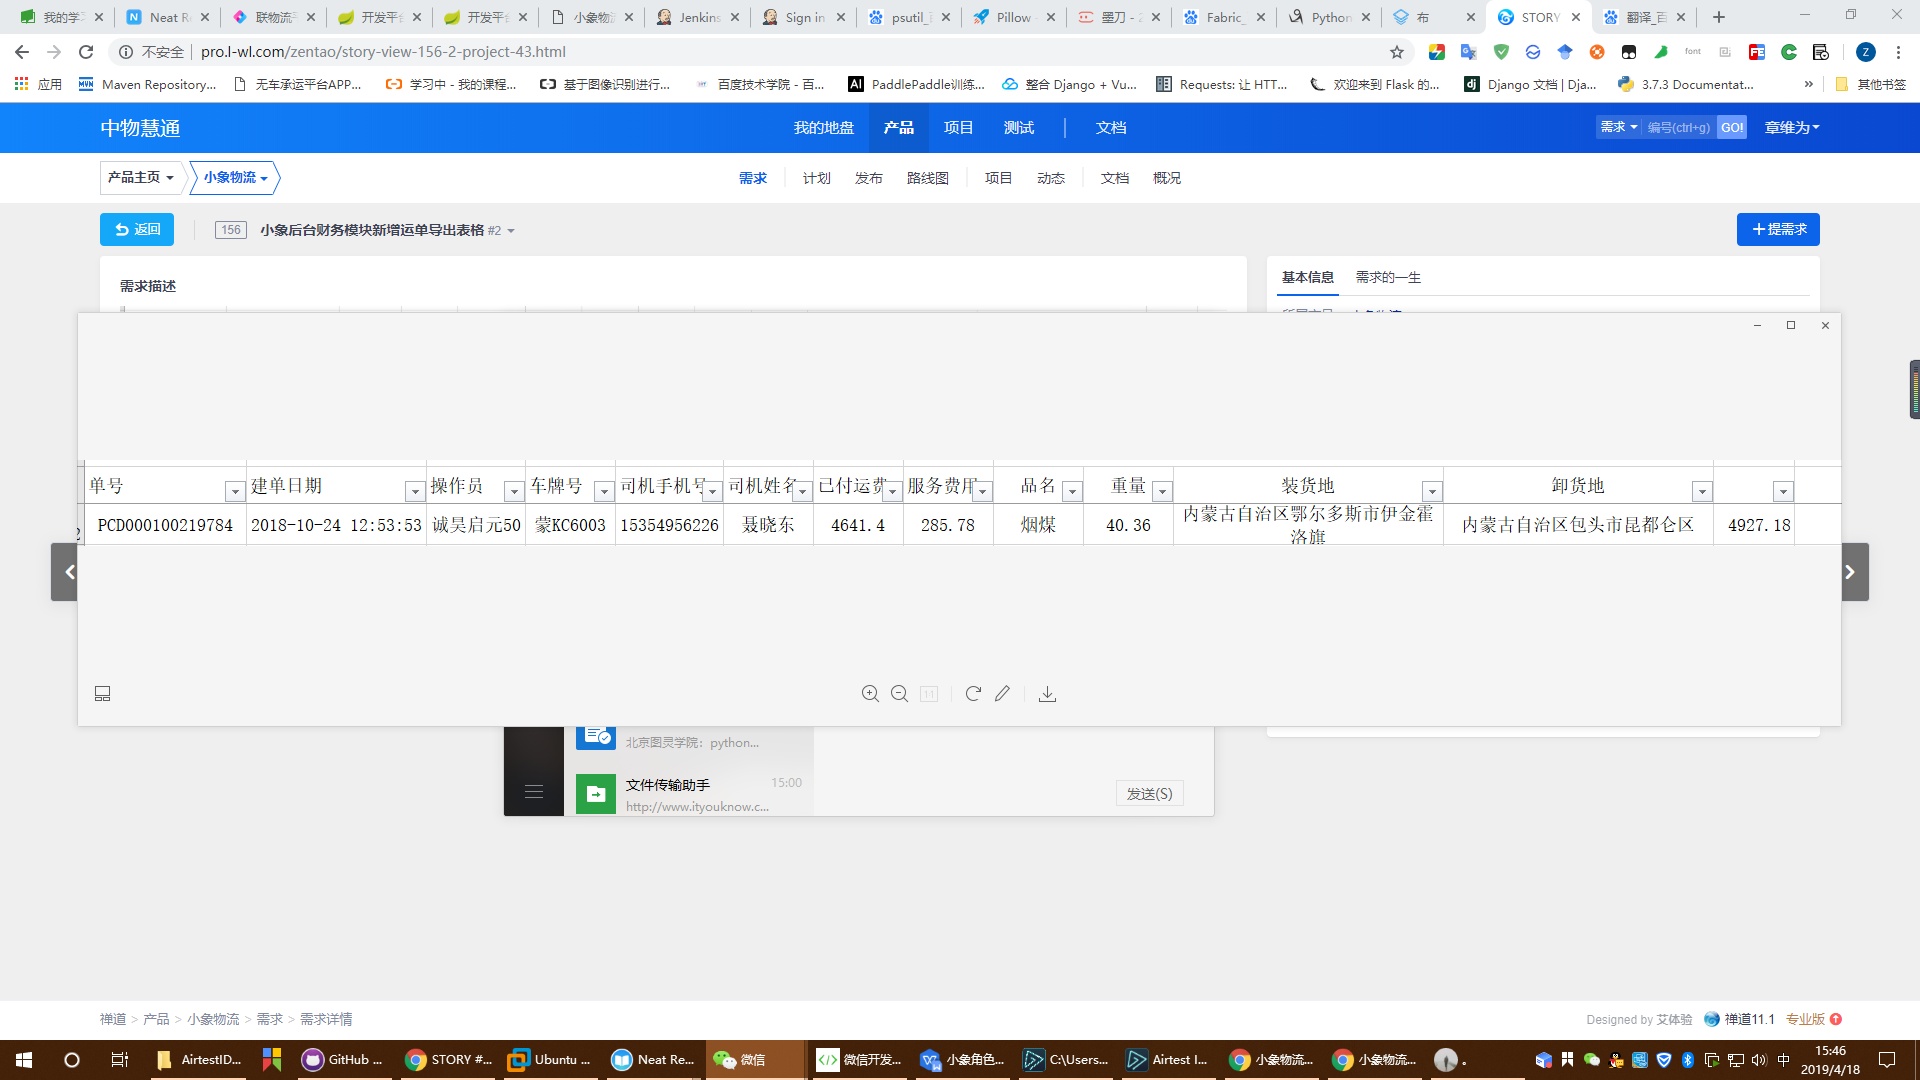 我的学 Neat R 联物流 开发平 开发平 小象物 Jenkins Sign in psutil_ Pillow 墨刀 - Fabric_ Python 布 STORY 翻译_百
不安全 pro.l-wl.com/zentao/story-view-156-2-project-43.html
应用 Maven Repository... 无车承运平台APP... 学习中 - 我的课程... 基于图像识别进行... 百度技术学院 - 百... PaddlePaddle训练... 整合 Django + Vu... Requests: 让 HTT... 欢迎来到 Flask 的... Django 文档 | Dja... 3.7.3 Documentat... » 其他书签
中物慧通 我的地盘 产品 项目 测试 文档 需求 编号(ctrl+g) GO! 章维为
产品主页 小象物流 需求 计划 发布 路线图 项目 动态 文档 概况
返回 156 小象后台财务模块新增运单导出表格 #2 提需求
需求描述 基本信息 需求的一生
单号 建单日期 操作员 车牌号 司机手机号 司机姓名 已付运费 服务费用 品名 重量 装货地 卸货地
PCD000100219784 2018-10-24 12:53:53 诚昊启元50 蒙KC6003 15354956226 聂晓东 4641.4 285.78 烟煤 40.36 内蒙古自治区鄂尔多斯市伊金霍洛旗 内蒙古自治区包头市昆都仑区 4927.18
北京图灵学院: python...
文件传输助手 15:00
http://www.ityouknow.c...
发送(S)
禅道 > 产品 > 小象物流 > 需求 > 需求详情 Designed by 艾体验 禅道11.1 专业版
AirtestID... GitHub ... STORY #... Ubuntu ... Neat Re... 微信 微信开发... 小象角色... C:\Users... Airtest I... 小象物流... 小象物流... 中 15:46
2019/4/18